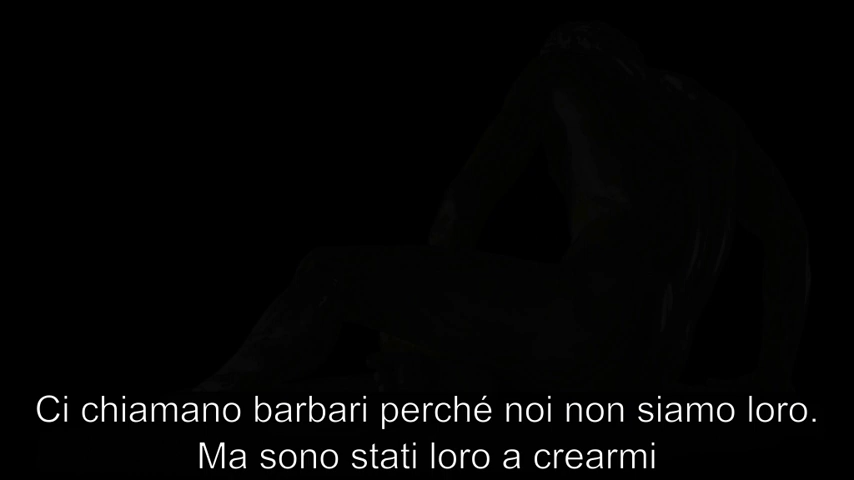 Ci chiamano barbari perché noi non siamo loro.
Ma sono stati loro a crearmi